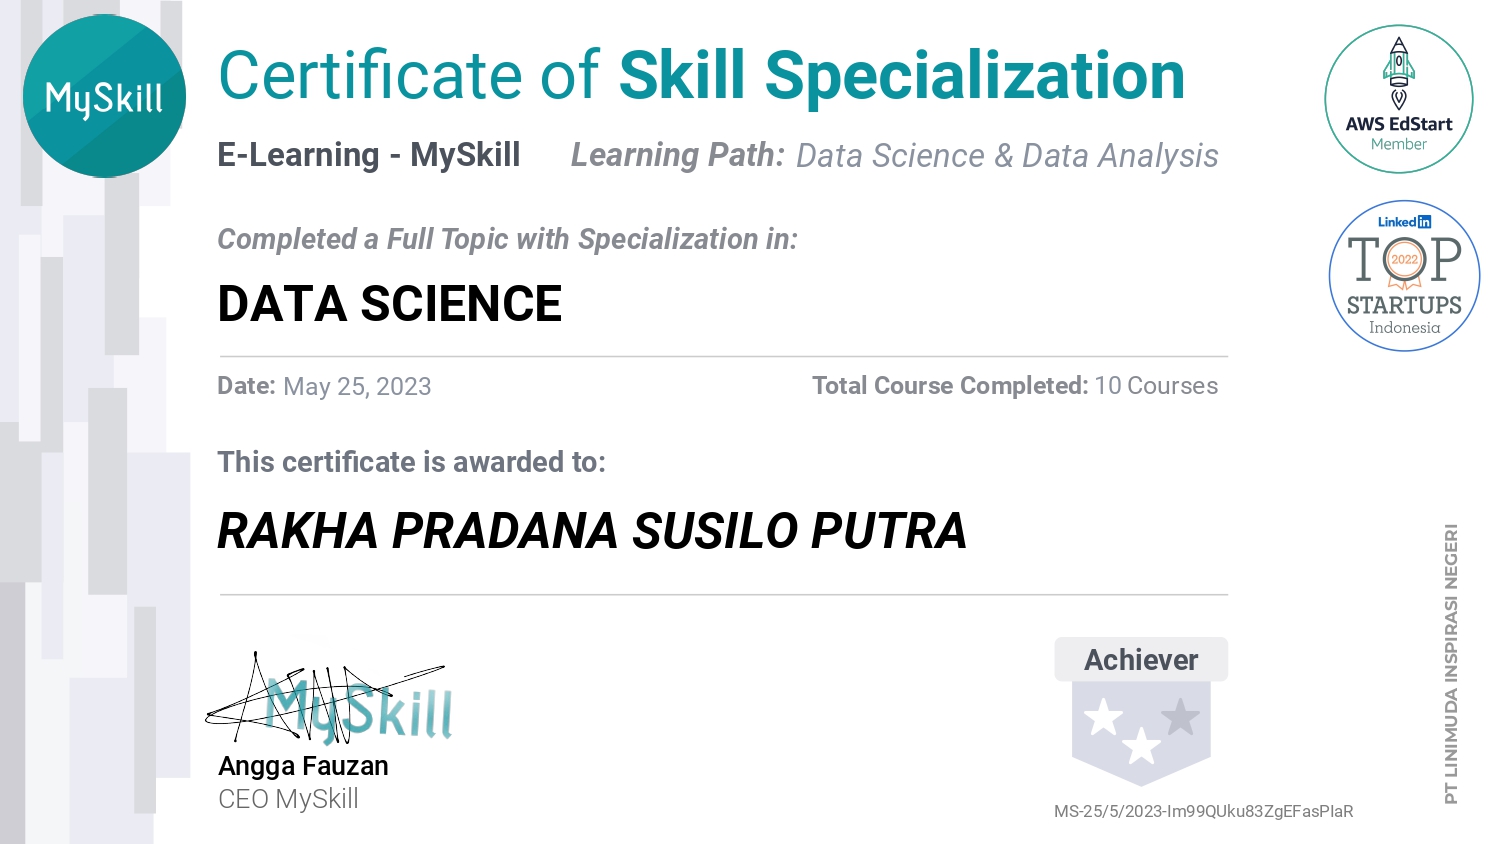 MySkill
Certificate of Skill Specialization
E-Learning - MySkill Learning Path: Data Science & Data Analysis
Completed a Full Topic with Specialization in:
DATA SCIENCE
Date: May 25, 2023 Total Course Completed: 10 Courses
This certificate is awarded to:
RAKHA PRADANA SUSILO PUTRA
MySkill
Angga Fauzan
CEO MySkill
Achiever
MS-25/5/2023-Im99QUku83ZgEFasPIaR
AWS EdStart
Member
Linked in
TOP
2022
STARTUPS
Indonesia
PT LINIMUDA INSPIRASI NEGERI